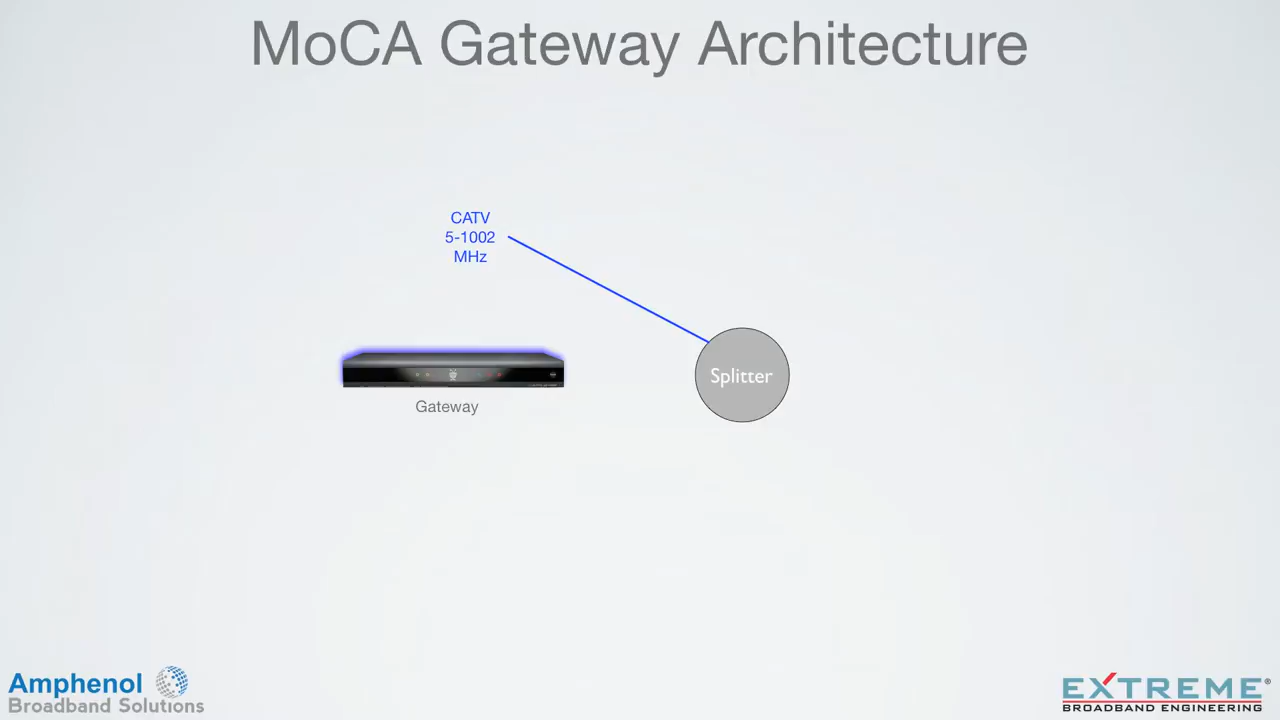 MoCA Gateway Architecture
CATV
5-1002
MHz
Splitter
Gateway
Amphenol
Broadband Solutions
EXTREME®
BROADBAND ENGINEERING